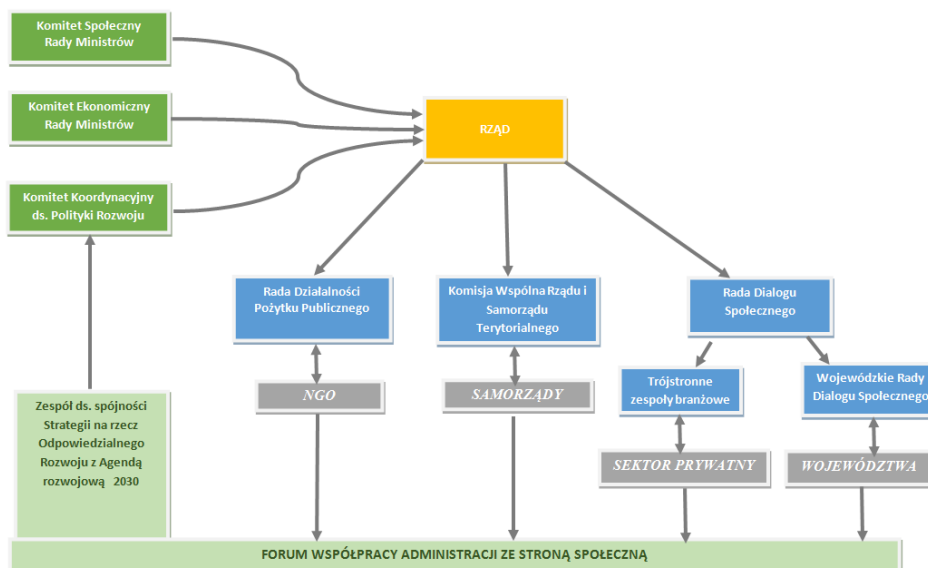 Komitet Społeczny
Rady Ministrów
Komitet Ekonomiczny
Rady Ministrów
RZĄD
Komitet Koordynacyjny
ds. Polityki Rozwoju
Rada Działalności
Pożytku Publicznego
Komisja Wspólna Rządu i
Samorządu
Terytorialnego
Rada Dialogu
Społecznego
NGO
SAMORZĄDY
Trójstronne
zespoły branżowe
Wojewódzkie Rady
Dialogu Społecznego
Zespół ds. spójności
Strategii na rzecz
Odpowiedzialnego
Rozwoju z Agendą
rozwojową 2030
SEKTOR PRYWATNY
WOJEWÓDZTWA
FORUM WSPÓŁPRACY ADMINISTRACJI ZE STRONĄ SPOŁECZNĄ